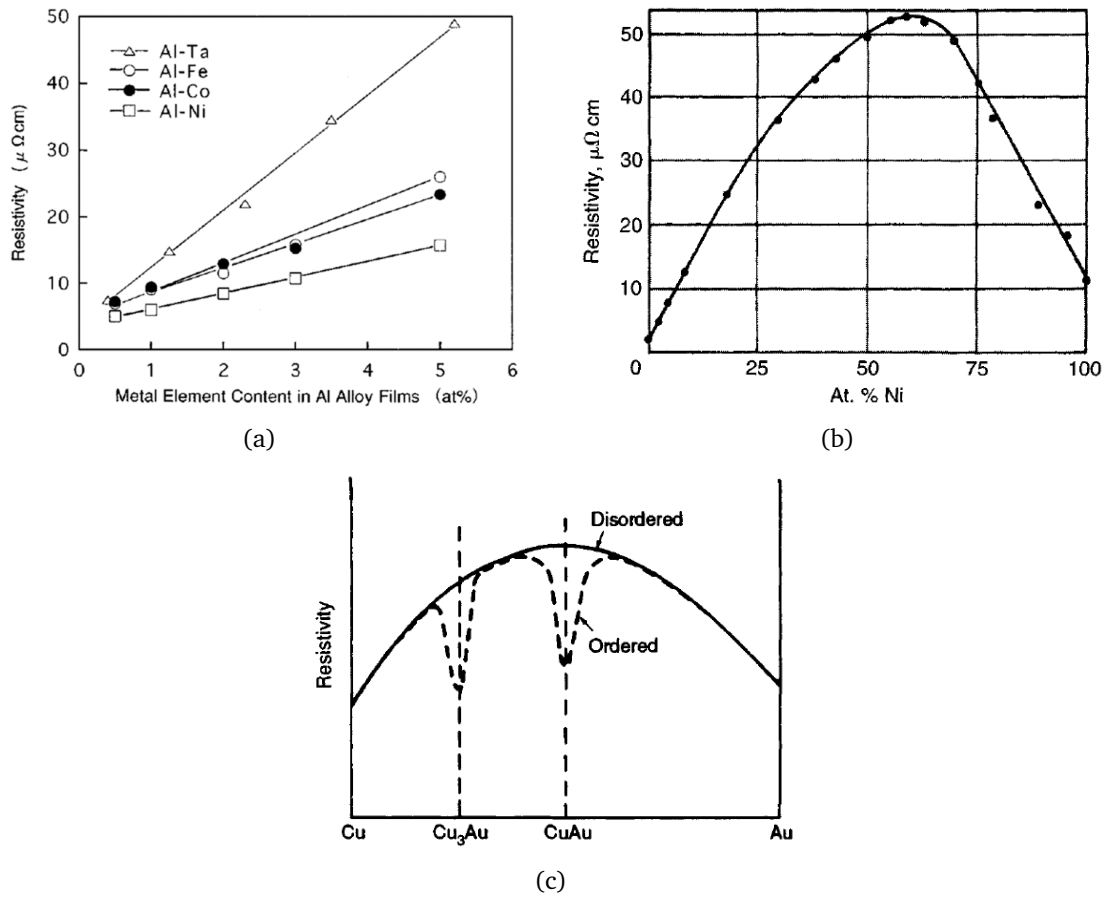 50
40
30
20
10
0
Resistivity (μ Ωcm)
Al-Ta
Al-Fe
Al-Co
Al-Ni
0 1 2 3 4 5 6
Metal Element Content in Al Alloy Films (at%)
(a)
50
40
30
20
10
0
Resistivity, μΩ cm
25 50 75 100
At. % Ni
(b)
Resistivity
Disordered
Ordered
Cu Cu₃Au CuAu Au
(c)